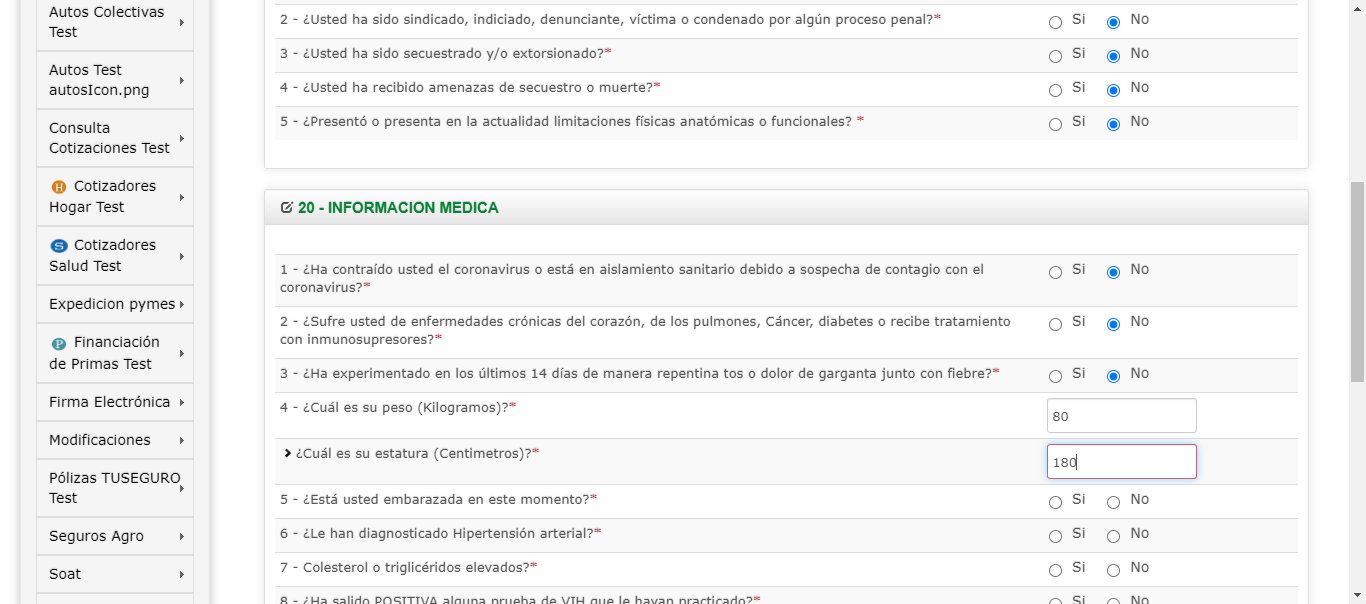 Autos Colectivas
Test
Autos Test
autosIcon.png
Consulta
Cotizaciones Test
H Cotizadores
Hogar Test
S Cotizadores
Salud Test
Expedicion pymes
P Financiación
de Primas Test
Firma Electrónica
Modificaciones
Pólizas TUSEGURO
Test
Seguros Agro
Soat
2 - ¿Usted ha sido sindicado, indiciado, denunciante, víctima o condenado por algún proceso penal?* Si No
3 - ¿Usted ha sido secuestrado y/o extorsionado?* Si No
4 - ¿Usted ha recibido amenazas de secuestro o muerte?* Si No
5 - ¿Presentó o presenta en la actualidad limitaciones físicas anatómicas o funcionales? * Si No
20 - INFORMACION MEDICA
1 - ¿Ha contraído usted el coronavirus o está en aislamiento sanitario debido a sospecha de contagio con el Si No
coronavirus?*
2 - ¿Sufre usted de enfermedades crónicas del corazón, de los pulmones, Cáncer, diabetes o recibe tratamiento Si No
con inmunosupresores?*
3 - ¿Ha experimentado en los últimos 14 días de manera repentina tos o dolor de garganta junto con fiebre?* Si No
4 - ¿Cuál es su peso (Kilogramos)?* 80
¿Cuál es su estatura (Centimetros)?* 180
5 - ¿Está usted embarazada en este momento?* Si No
6 - ¿Le han diagnosticado Hipertensión arterial?* Si No
7 - Colesterol o triglicéridos elevados?* Si No
8 - ¿Ha salido POSITIVA alguna prueba de VIH que le hayan practicado?* Si No